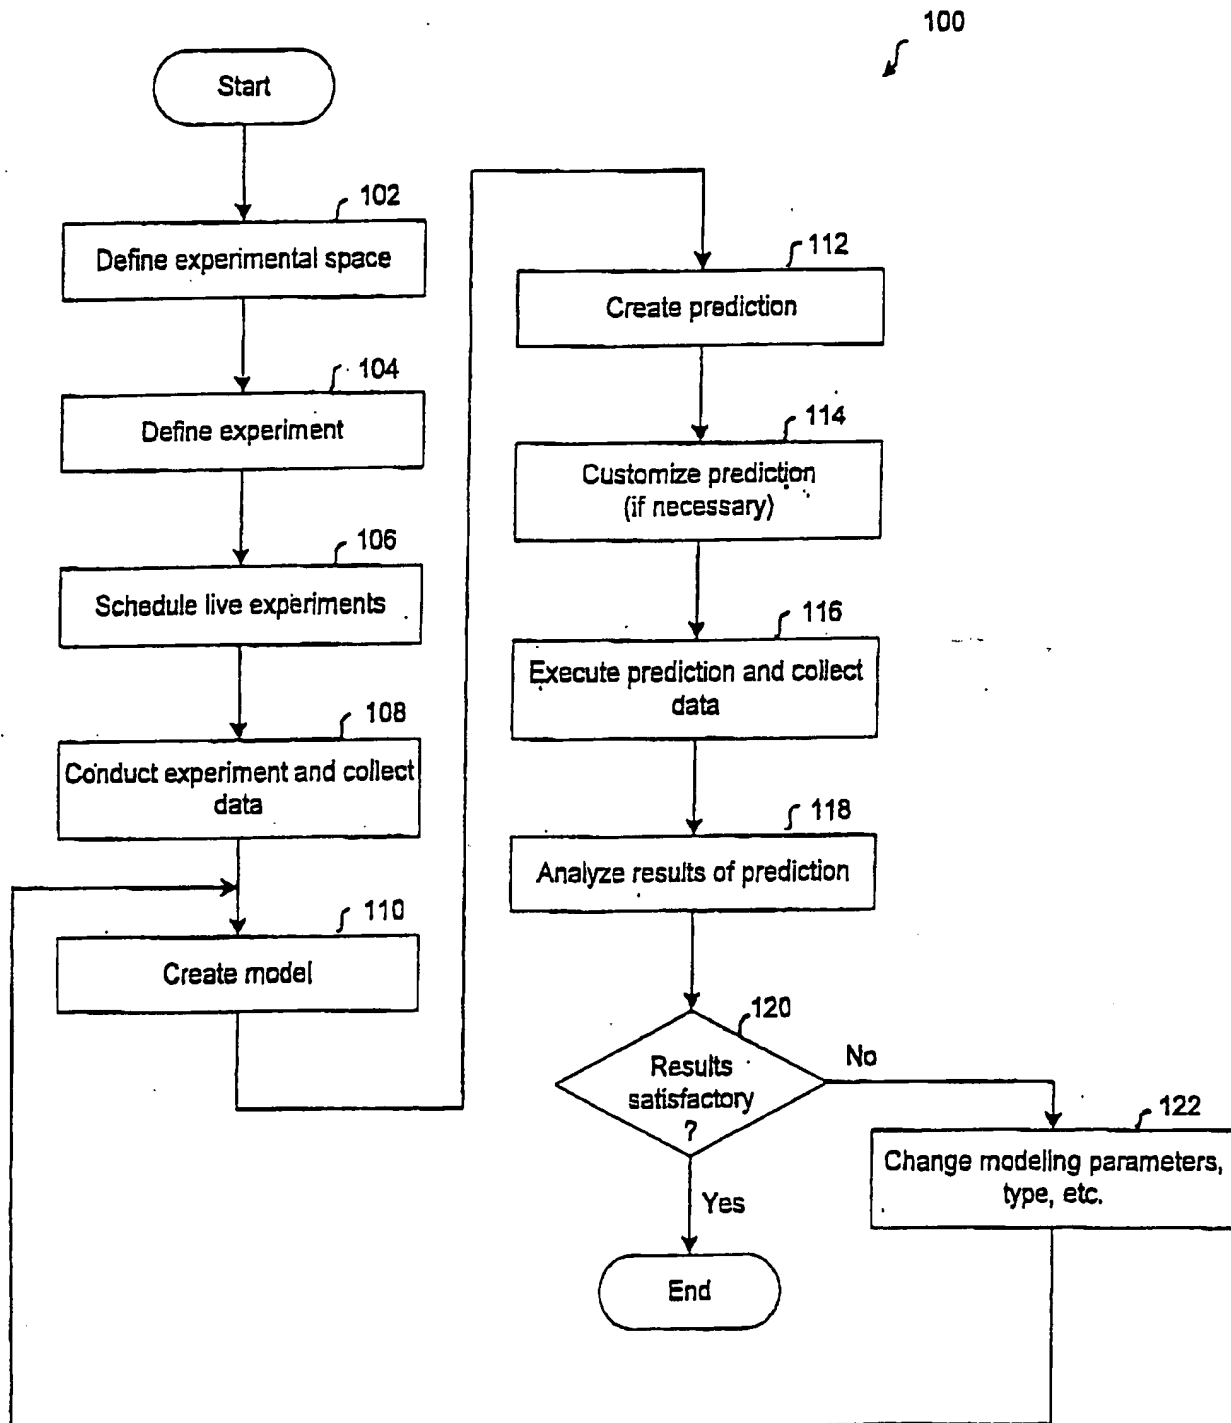 100
Start
102
Define experimental space
104
Define experiment
106
Schedule live experiments
108
Conduct experiment and collect
data
110
Create model
112
Create prediction
114
Customize prediction
(if necessary)
116
Execute prediction and collect
data
118
Analyze results of prediction
120
Results
satisfactory
?
No
Yes
122
Change modeling parameters,
type, etc.
End